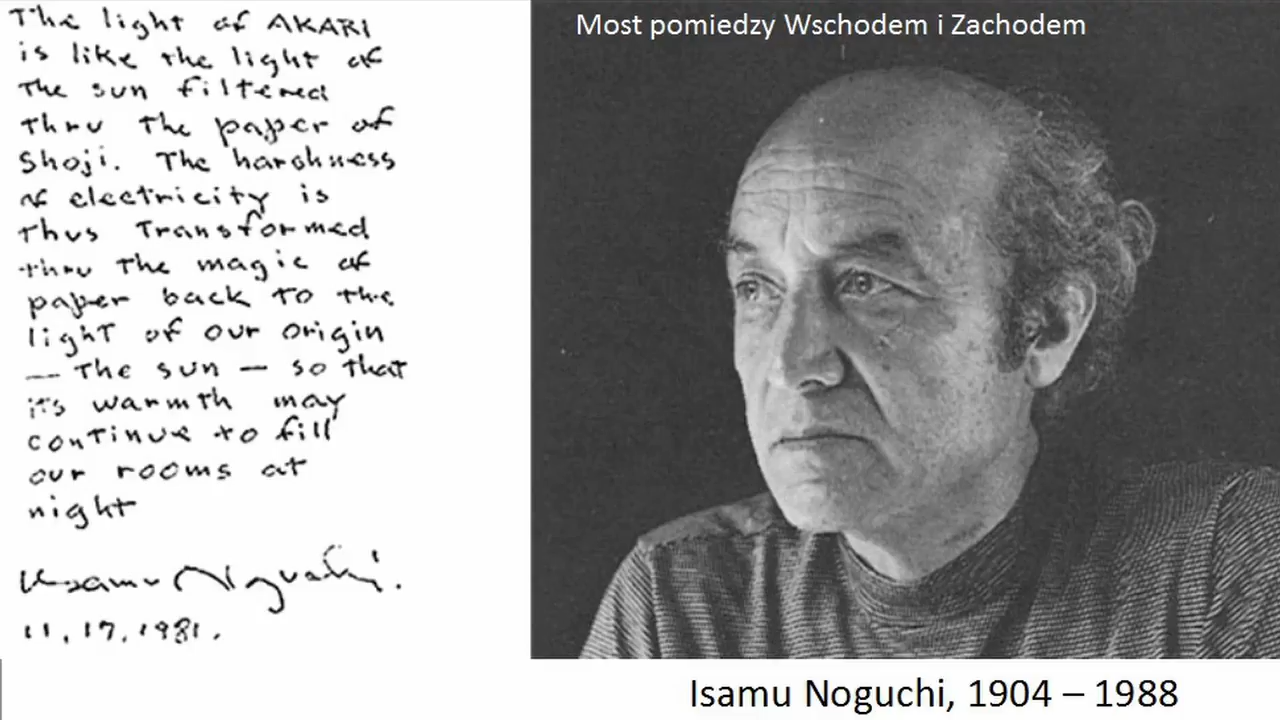 The light of AKARI
is like the light of
the sun filtered
thru the paper of
Shoji. The harshness
of electricity is
thus transformed
thru the magic of
paper back to the
light of our origin
— the sun — so that
its warmth may
continue to fill
our rooms at
night
Isamu Noguchi.
11.17.1981.
Most pomiedzy Wschodem i Zachodem
Isamu Noguchi, 1904 – 1988